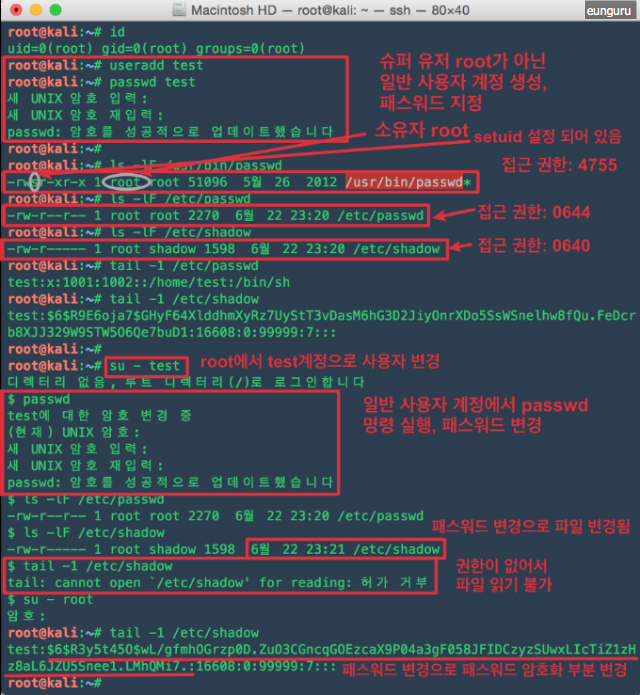 Macintosh HD — root@kali: ~ — ssh — 80×40
eunguru
root@kali:~# id
uid=0(root) gid=0(root) groups=0(root)
root@kali:~# useradd test
root@kali:~# passwd test
새 UNIX 암호 입력:
새 UNIX 암호 재입력:
passwd: 암호를 성공적으로 업데이트했습니다
슈퍼 유저 root가 아닌
일반 사용자 계정 생성,
패스워드 지정
root@kali:~#
소유자 root
setuid 설정 되어 있음
root@kali:~# ls -lF /usr/bin/passwd
접근 권한: 4755
-rwsr-xr-x 1 root root 51096 5월 26 2012 /usr/bin/passwd*
root@kali:~# ls -lF /etc/passwd
-rw-r--r-- 1 root root 2270 6월 22 23:20 /etc/passwd
접근 권한: 0644
root@kali:~# ls -lF /etc/shadow
-rw-r----- 1 root shadow 1598 6월 22 23:20 /etc/shadow
접근 권한: 0640
root@kali:~# tail -1 /etc/passwd
test:x:1001:1002::/home/test:/bin/sh
root@kali:~# tail -1 /etc/shadow
test:$6$R9E6oja7$GHyF64XlddhmXyRz7UyStT3vDasM6hG3D2JiyOnrXDo5SsWSnelhw8fQu.FeDcr
b8XJJ329W9STW5O6Qe7buD1:16608:0:99999:7:::
root@kali:~#
root@kali:~# su - test
root에서 test계정으로 사용자 변경
디렉터리 없음, 루트 디렉터리(/)로 로그인합니다
$ passwd
test에 대한 암호 변경 중
(현재) UNIX 암호:
새 UNIX 암호 입력:
새 UNIX 암호 재입력:
passwd: 암호를 성공적으로 업데이트했습니다
일반 사용자 계정에서 passwd
명령 실행, 패스워드 변경
$ ls -lF /etc/passwd
-rw-r--r-- 1 root root 2270 6월 22 23:20 /etc/passwd
$ ls -lF /etc/shadow
패스워드 변경으로 파일 변경됨
-rw-r----- 1 root shadow 1598 6월 22 23:21 /etc/shadow
$ tail -1 /etc/shadow
tail: cannot open `/etc/shadow' for reading: 허가 거부
권한이 없어서
파일 읽기 불가
$ su - root
암호:
root@kali:~# tail -1 /etc/shadow
test:$6$R3y5t45O$wL/gfmhOGrzp0D.ZuO3CGncqGOEzcaX9P04a3gF058JFIDCzyzSUwxLIcTiZ1zH
z8aL6JZU5Snee1.LMhQMi7.:16608:0:99999:7:::
패스워드 변경으로 패스워드 암호화 부분 변경
root@kali:~#